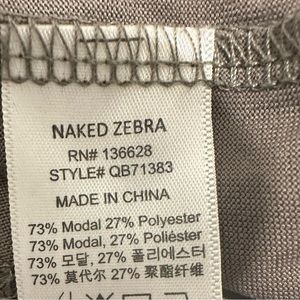 NAKED ZEBRA
RN# 136628
STYLE# QB71383
MADE IN CHINA
73% Modal 27% Polyester
73% Modal, 27% Poliéster
73% 모달, 27% 폴리에스터
73% 莫代尔 27% 聚酯纤维